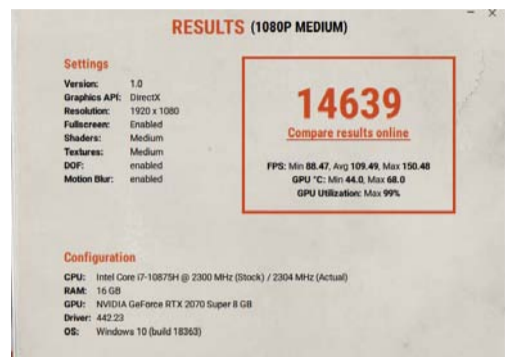 RESULTS (1080P MEDIUM)
Settings
Version: 1.0
Graphics API: DirectX
Resolution: 1920 x 1080
Fullscreen: Enabled
Shaders: Medium
Textures: Medium
DOF: enabled
Motion Blur: enabled
14639
Compare results online
FPS: Min 88.47, Avg 109.49, Max 150.48
GPU °C: Min 44.0, Max 68.0
GPU Utilization: Max 99%
Configuration
CPU: Intel Core i7-10875H @ 2300 MHz (Stock) / 2304 MHz (Actual)
RAM: 16 GB
GPU: NVIDIA GeForce RTX 2070 Super 8 GB
Driver: 442.23
OS: Windows 10 (build 18363)